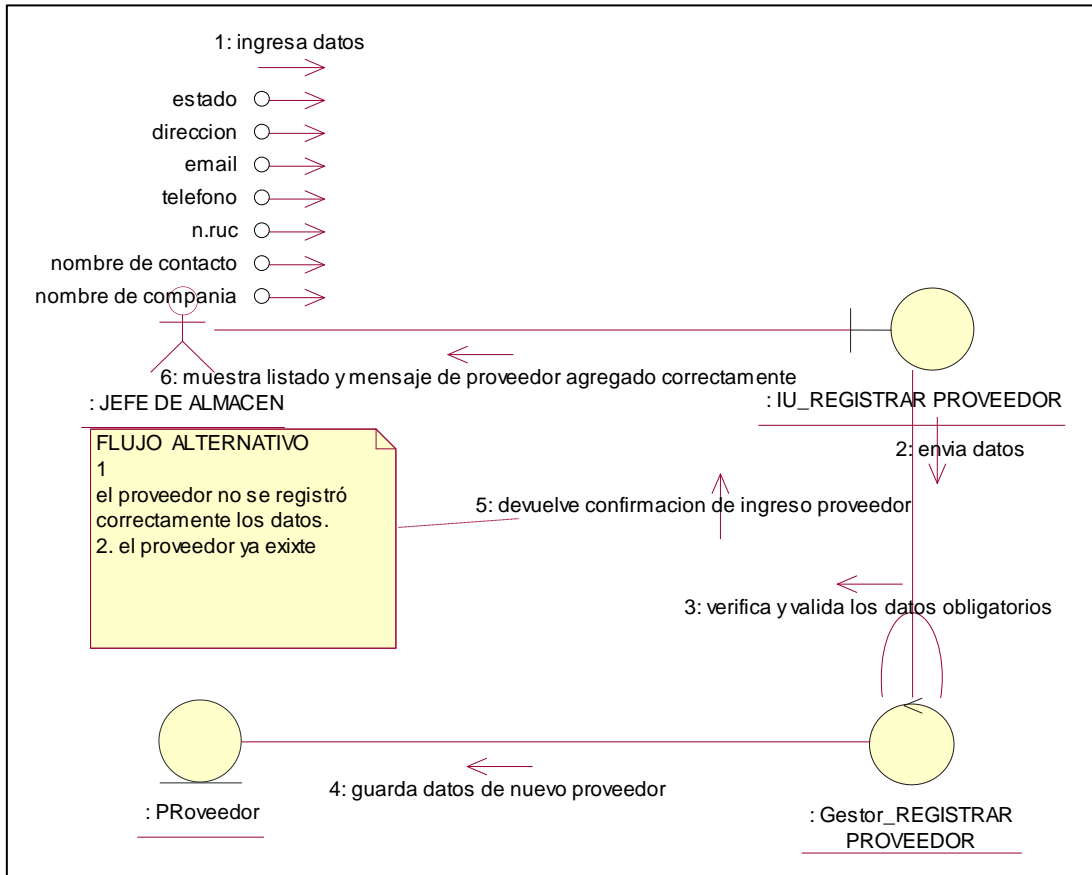 1: ingresa datos
estado
direccion
email
telefono
n.ruc
nombre de contacto
nombre de compania
6: muestra listado y mensaje de proveedor agregado correctamente
: JEFE DE ALMACEN
: IU_REGISTRAR PROVEEDOR
FLUJO ALTERNATIVO
1
el proveedor no se registró
correctamente los datos.
2. el proveedor ya exixte
2: envia datos
5: devuelve confirmacion de ingreso proveedor
3: verifica y valida los datos obligatorios
4: guarda datos de nuevo proveedor
: PRoveedor
: Gestor_REGISTRAR
PROVEEDOR